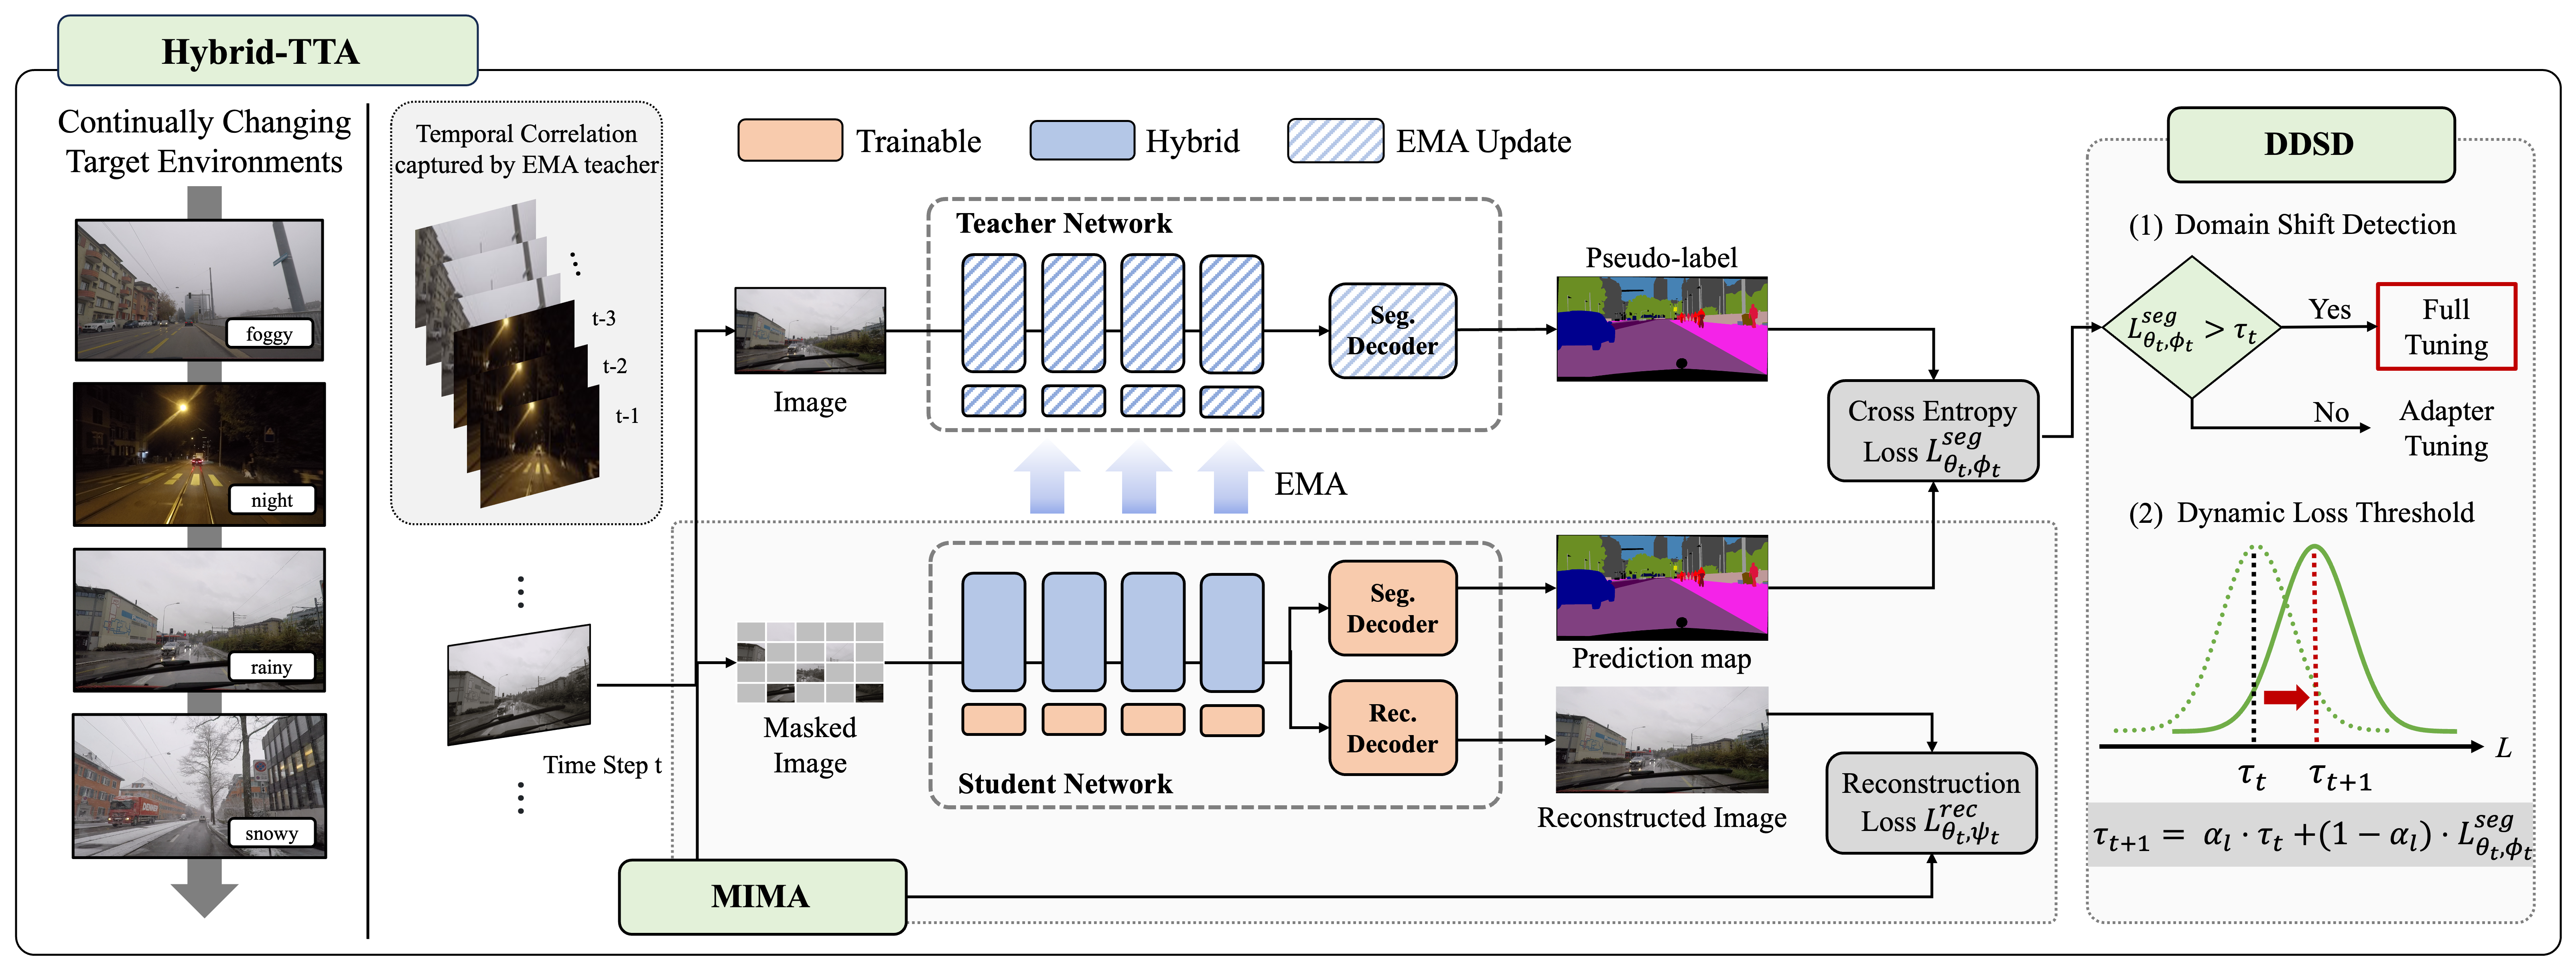 Hybrid-TTA
Continually Changing
Target Environments
foggy
night
rainy
snowy
Temporal Correlation
captured by EMA teacher
t-3
t-2
t-1
Time Step t
Trainable
Hybrid
EMA Update
Teacher Network
Image
Seg.
Decoder
Pseudo-label
EMA
Masked
Image
Student Network
Seg.
Decoder
Rec.
Decoder
Prediction map
Reconstructed Image
Cross Entropy
Loss $L^{seg}_{\theta_t,\phi_t}$
Reconstruction
Loss $L^{rec}_{\theta_t,\psi_t}$
MIMA
DDSD
(1) Domain Shift Detection
$L^{seg}_{\theta_t,\phi_t} > \tau_t$
Yes
Full
Tuning
No
Adapter
Tuning
(2) Dynamic Loss Threshold
L
$\tau_t$
$\tau_{t+1}$
$\tau_{t+1} = \alpha_l \cdot \tau_t + (1 - \alpha_l) \cdot L^{seg}_{\theta_t,\phi_t}$